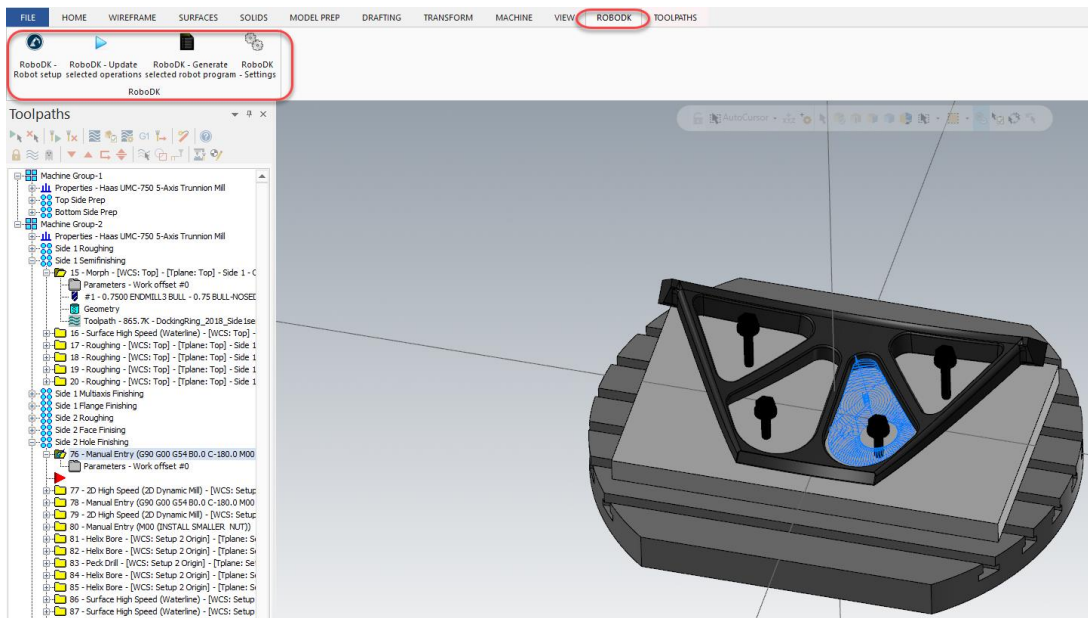 FILE HOME WIREFRAME SURFACES SOLIDS MODEL PREP DRAFTING TRANSFORM MACHINE VIEW ROBODK TOOLPATHS
RoboDK - Robot setup
RoboDK - Update selected operations
RoboDK - Generate selected robot program
RoboDK - Settings
RoboDK
Toolpaths
G1
AutoCursor
Machine Group-1
Properties - Haas UMC-750 5-Axis Trunnion Mill
Top Side Prep
Bottom Side Prep
Machine Group-2
Properties - Haas UMC-750 5-Axis Trunnion Mill
Side 1 Roughing
Side 1 Semifinishing
15 - Morph - [WCS: Top] - [Tplane: Top] - Side 1 - C
Parameters - Work offset #0
#1 - 0.7500 ENDMILL3 BULL - 0.75 BULL-NOSED
Geometry
Toolpath - 865.7K - DockingRing_2018_Side1se
16 - Surface High Speed (Waterline) - [WCS: Top] -
17 - Roughing - [WCS: Top] - [Tplane: Top] - Side 1
18 - Roughing - [WCS: Top] - [Tplane: Top] - Side 1
19 - Roughing - [WCS: Top] - [Tplane: Top] - Side 1
20 - Roughing - [WCS: Top] - [Tplane: Top] - Side 1
Side 1 Multiaxis Finishing
Side 1 Flange Finishing
Side 2 Roughing
Side 2 Face Finising
Side 2 Hole Finishing
76 - Manual Entry (G90 G00 G54 B0.0 C-180.0 M00
Parameters - Work offset #0
77 - 2D High Speed (2D Dynamic Mill) - [WCS: Setup
78 - Manual Entry (G90 G00 G54 B0.0 C-180.0 M00
79 - 2D High Speed (2D Dynamic Mill) - [WCS: Setup
80 - Manual Entry (M00 (INSTALL SMALLER NUT))
81 - Helix Bore - [WCS: Setup 2 Origin] - [Tplane: Se
82 - Helix Bore - [WCS: Setup 2 Origin] - [Tplane: Se
83 - Peck Drill - [WCS: Setup 2 Origin] - [Tplane: Set
84 - Helix Bore - [WCS: Setup 2 Origin] - [Tplane: Se
85 - Helix Bore - [WCS: Setup 2 Origin] - [Tplane: Se
86 - Surface High Speed (Waterline) - [WCS: Setup
87 - Surface High Speed (Waterline) - [WCS: Setup